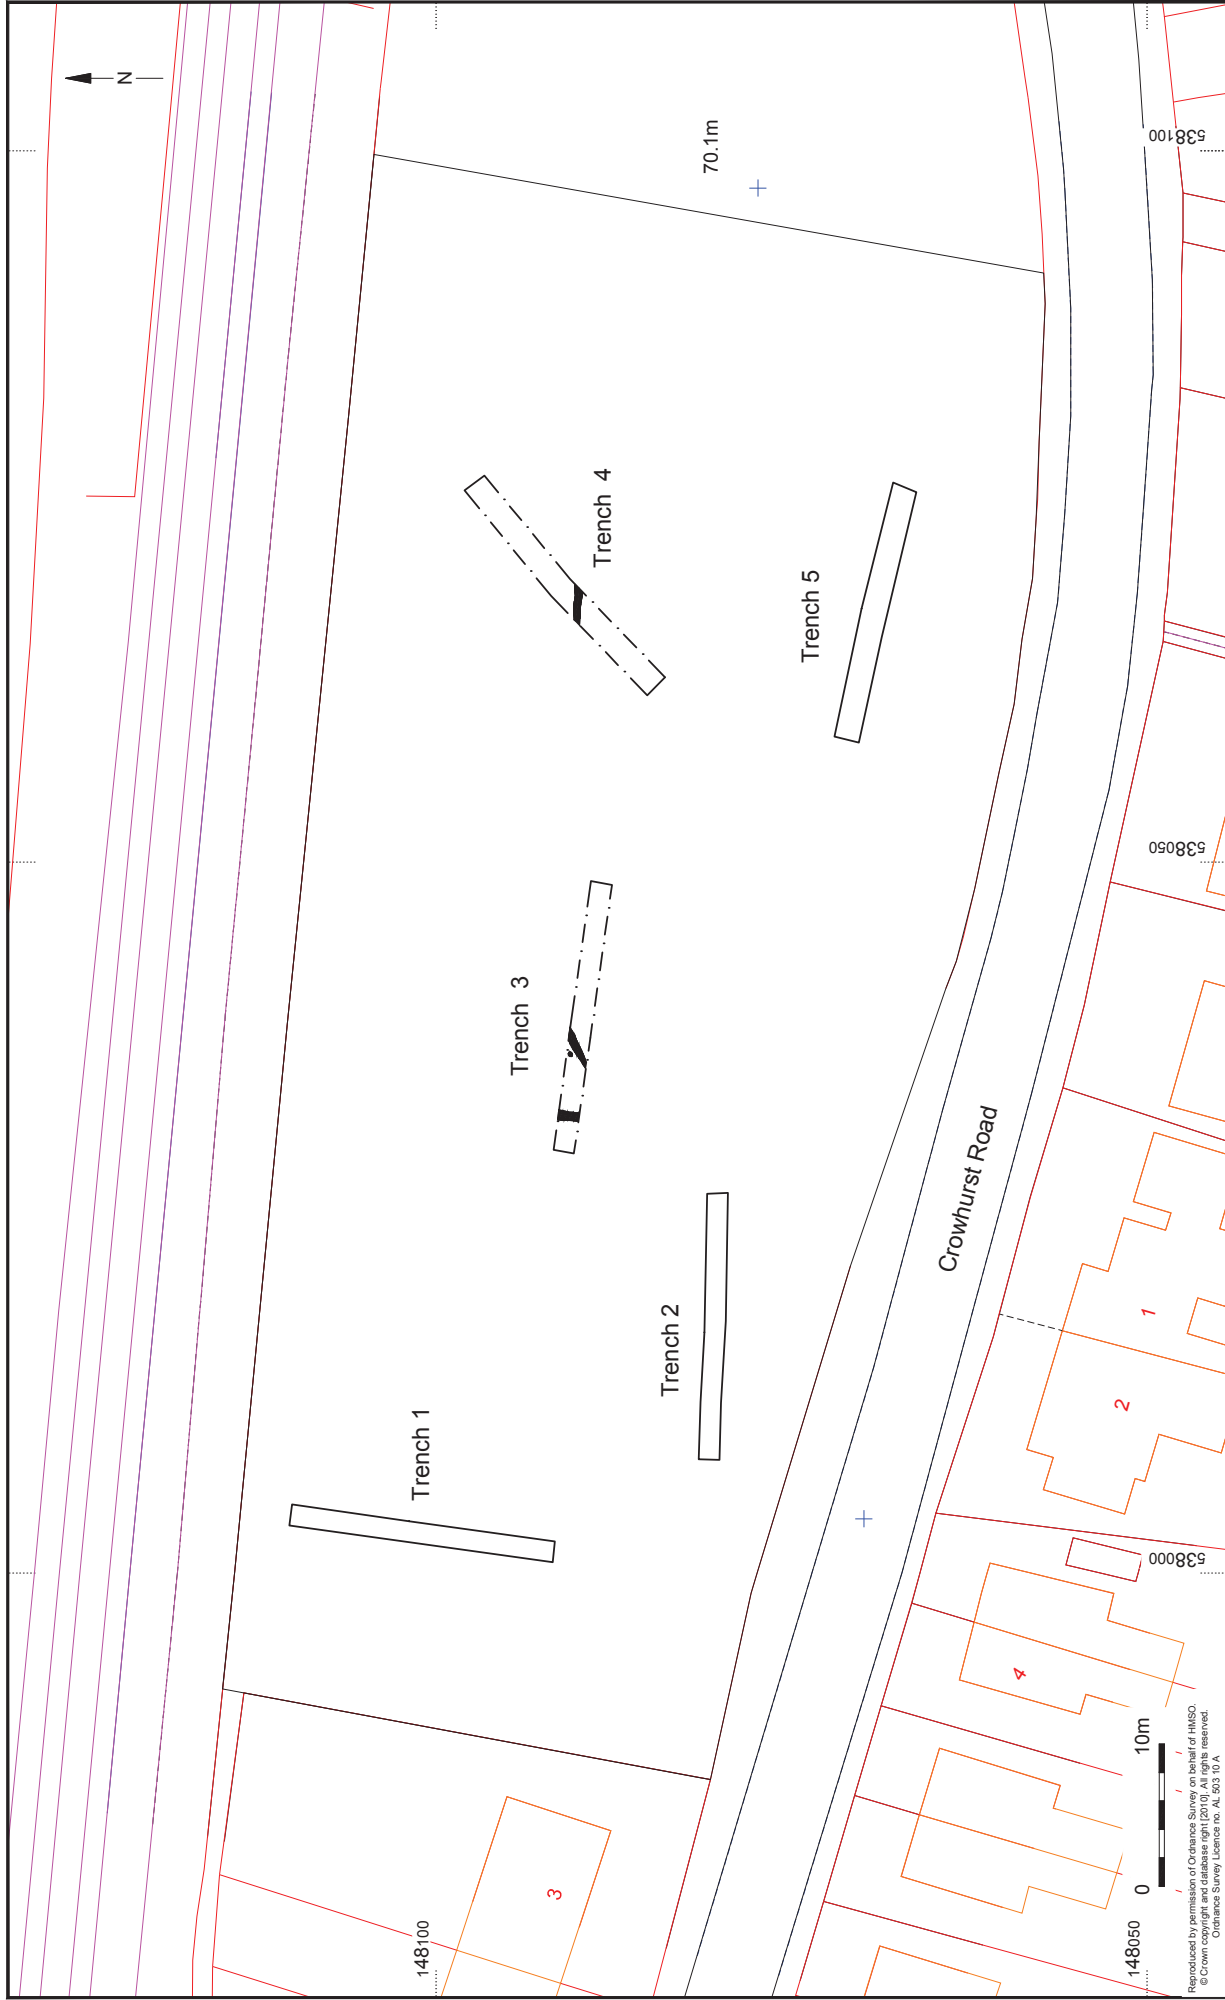 N
70.1m
538100
Trench 4
Trench 5
538050
Trench 3
Crowhurst Road
Trench 2
Trench 1
1
2
538000
4
3
148100
148050
0 10m
Reproduced by permission of Ordnance Survey on behalf of HMSO.
© Crown copyright and database right [2010]. All rights reserved.
Ordnance Survey Licence no. AL 503 10 A